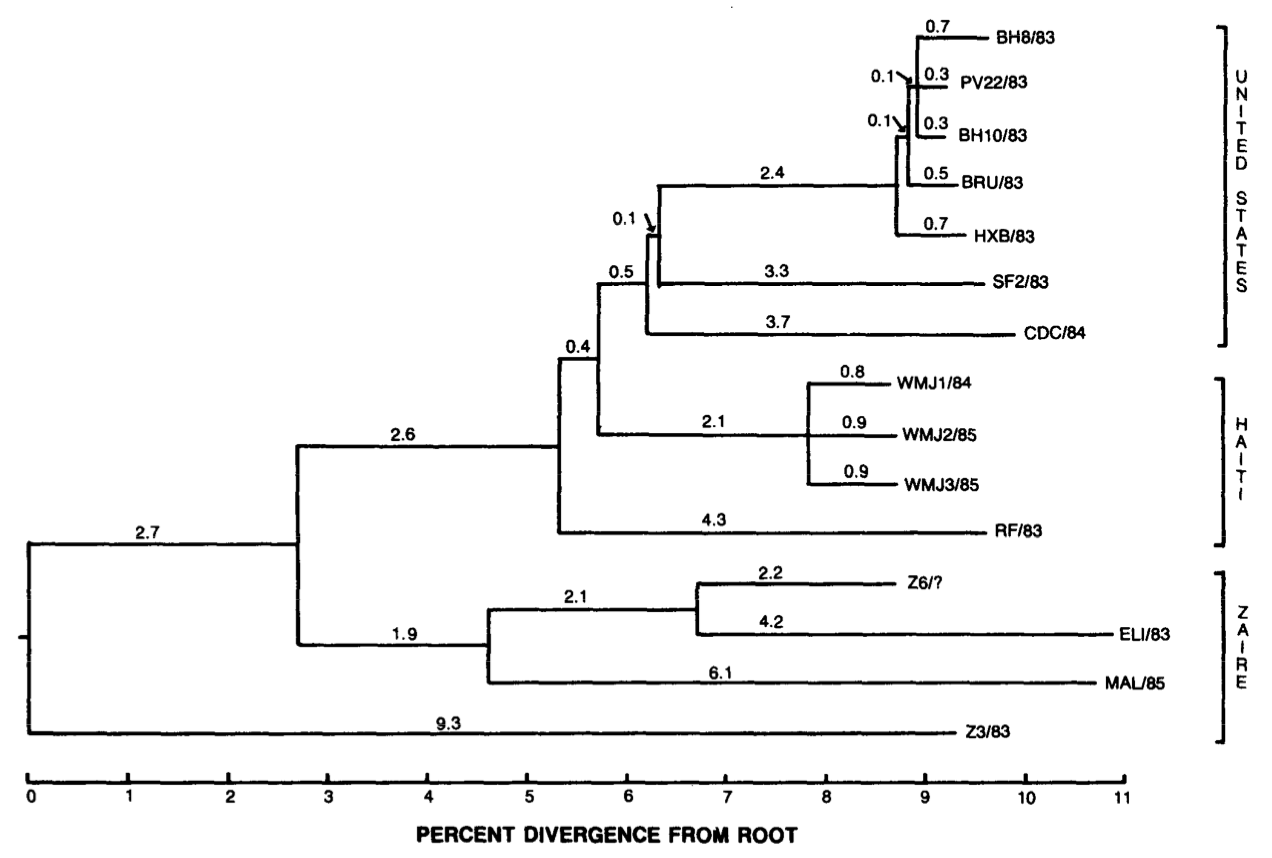 0.7 BH8/83
0.1 0.3 PV22/83
0.1 0.3 BH10/83
2.4 0.5 BRU/83
0.7 HXB/83
0.1
0.5 3.3 SF2/83
3.7 CDC/84
UNITED STATES
0.4
0.8 WMJ1/84
2.1 0.9 WMJ2/85
2.6
0.9 WMJ3/85
4.3 RF/83
HAITI
2.7
2.2 Z6/?
2.1
4.2 ELI/83
1.9
6.1 MAL/85
9.3 Z3/83
ZAIRE
0 1 2 3 4 5 6 7 8 9 10 11
PERCENT DIVERGENCE FROM ROOT